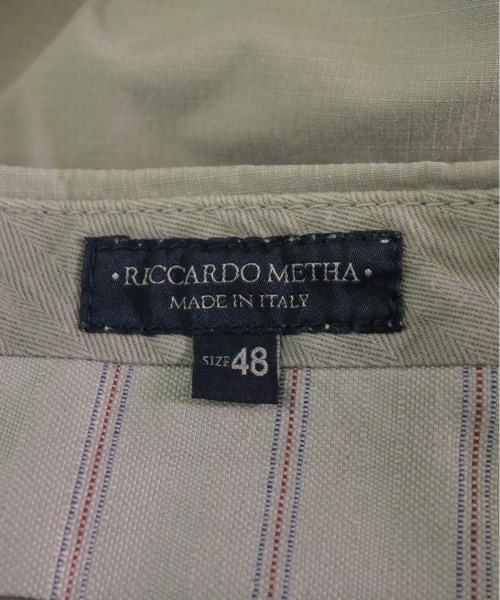 • RICCARDO METHA •
MADE IN ITALY
SIZE 48